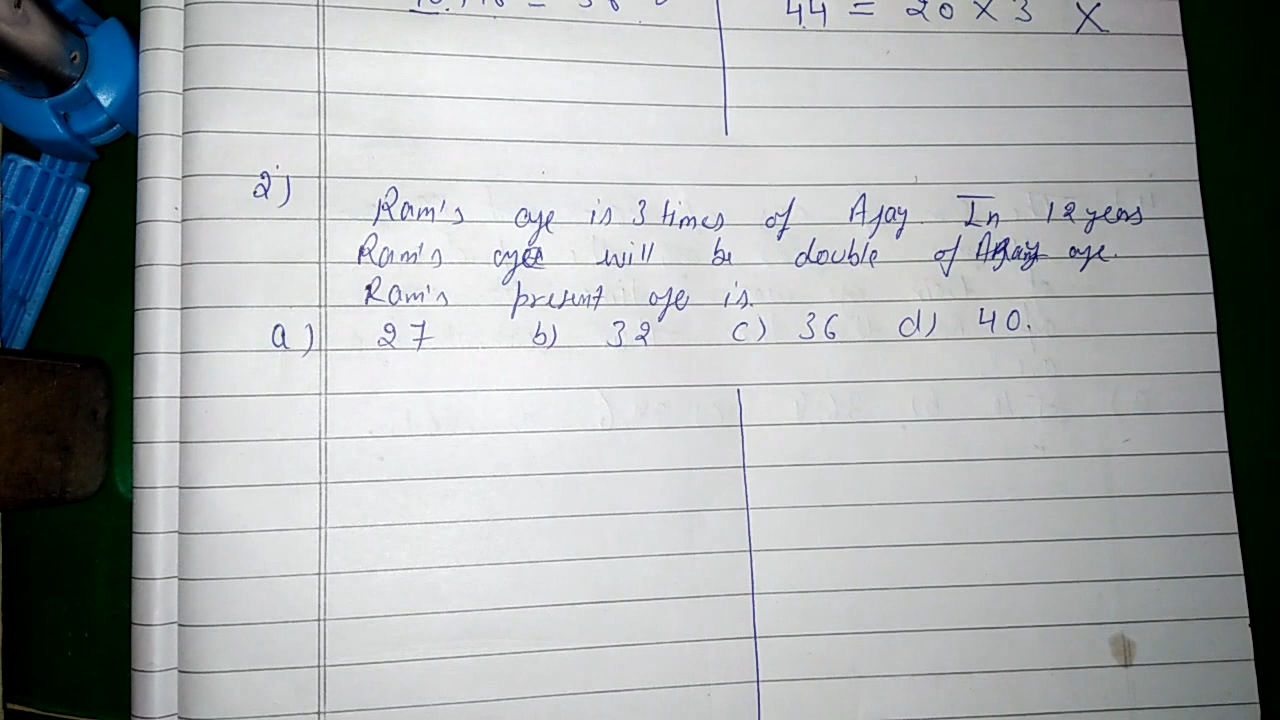 44 = 20 X 3 X
2) Ram's age is 3 times of Ajay In 12 years
Ram's age will be double of Ajay age.
Ram's present age is.
a) 27 b) 32 c) 36 d) 40.